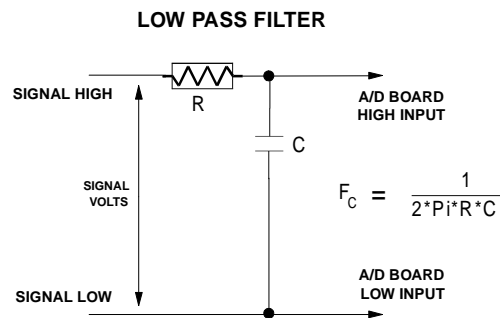 LOW PASS FILTER
SIGNAL HIGH
R
A/D BOARD
HIGH INPUT
C
SIGNAL
VOLTS
F_C = 1
2*Pi*R*C
SIGNAL LOW
A/D BOARD
LOW INPUT